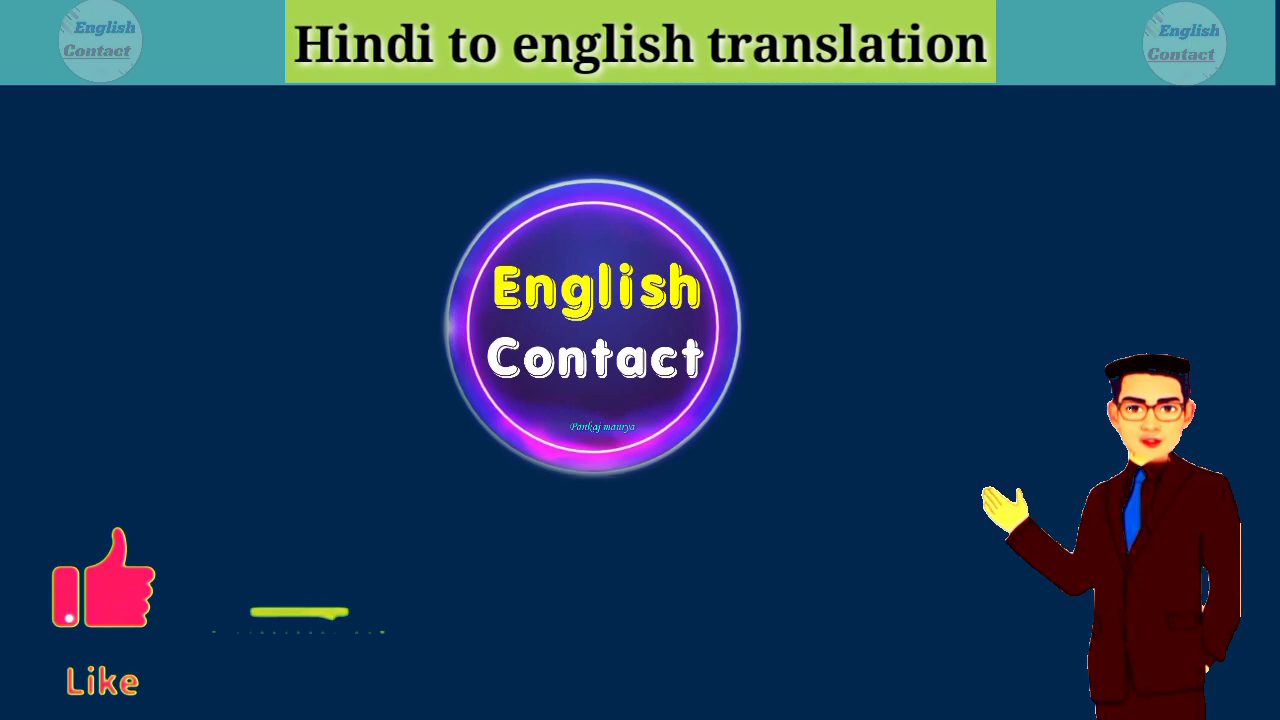 English
Contact
Hindi to english translation
English
Contact
English
Contact
Pankaj maurya
Like